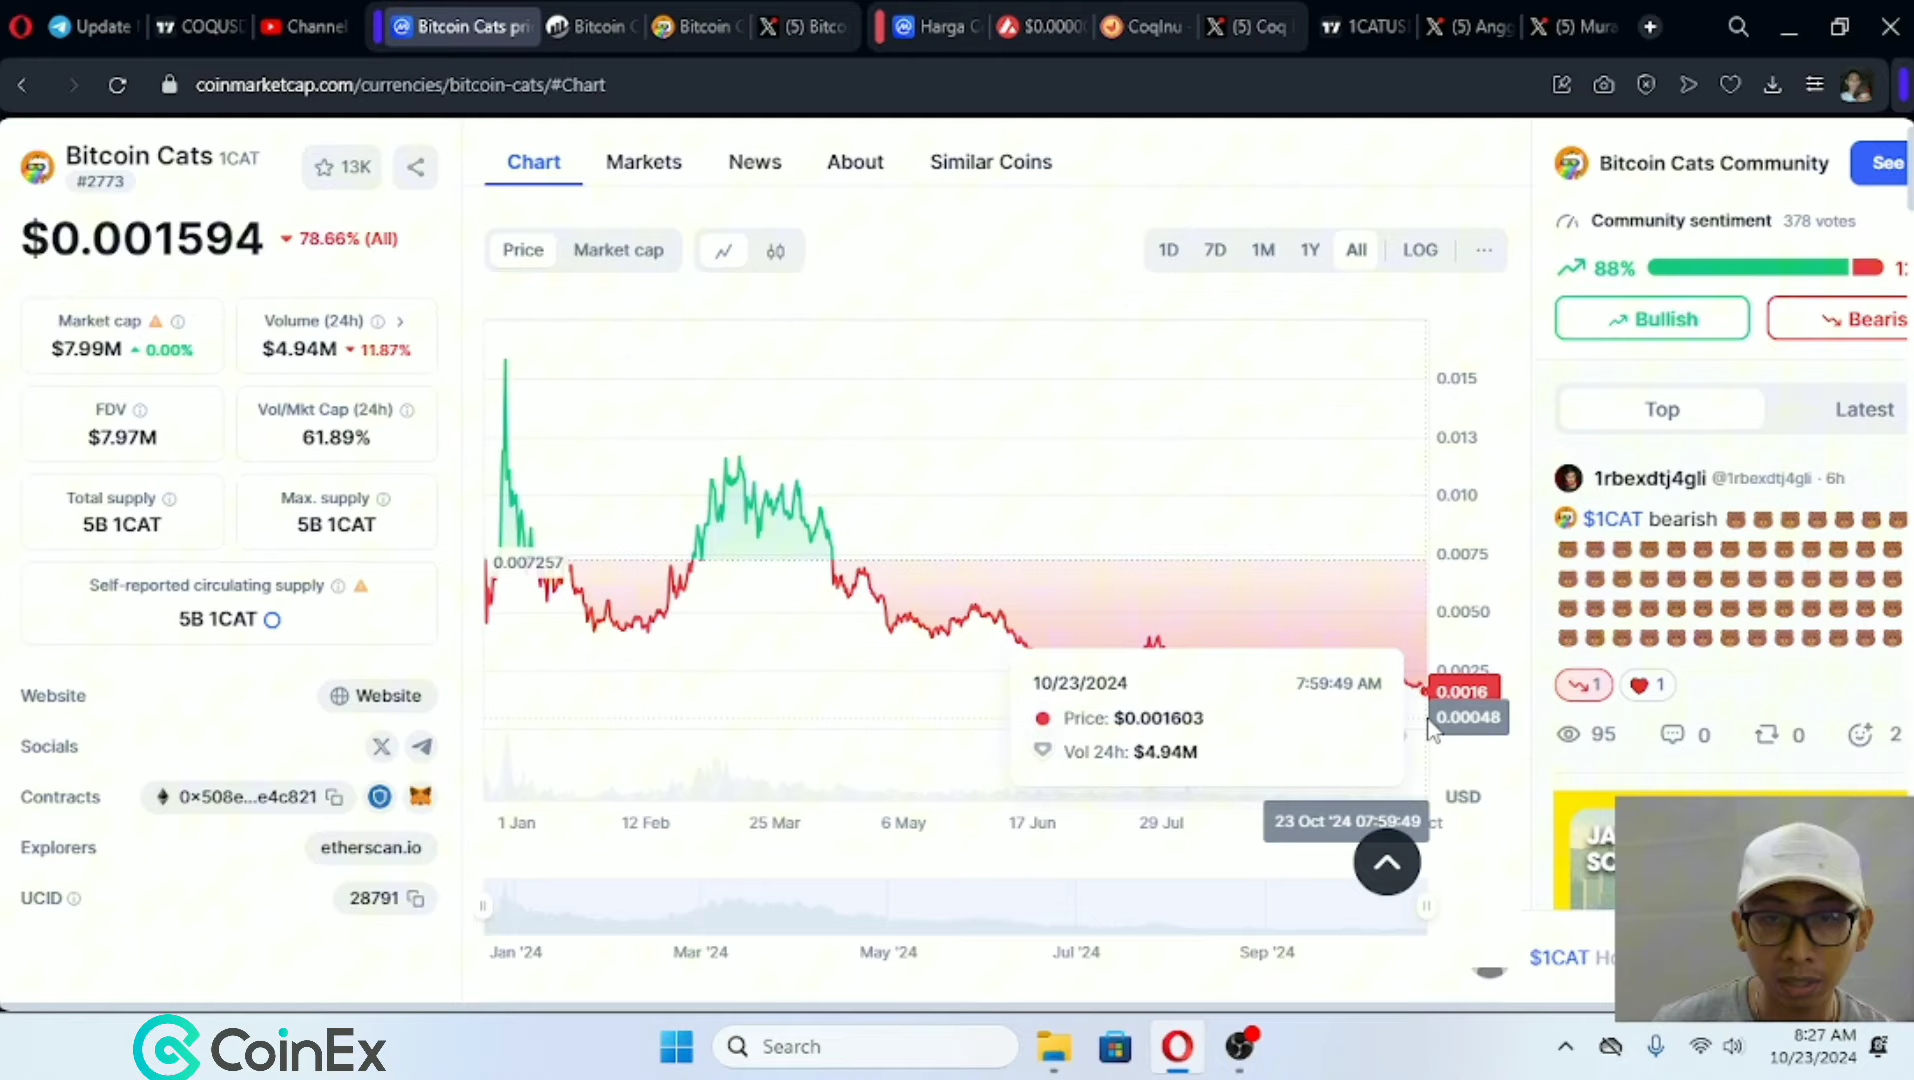 Update
COQUSD
Channel
Bitcoin Cats pri
Bitcoin C
Bitcoin C
(5) Bitco
Harga C
$0.0000
CoqInu -
(5) Coq
1CATUS
(5) Angg
(5) Mura
coinmarketcap.com/currencies/bitcoin-cats/#Chart
Bitcoin Cats 1CAT
#2773
13K
$0.001594 78.66% (All)
Market cap
$7.99M 0.00%
Volume (24h)
$4.94M 11.87%
FDV
$7.97M
Vol/Mkt Cap (24h)
61.89%
Total supply
5B 1CAT
Max. supply
5B 1CAT
Self-reported circulating supply
5B 1CAT
Website Website
Socials
Contracts 0x508e...e4c821
Explorers etherscan.io
UCID 28791
Chart Markets News About Similar Coins
Price Market cap
1D 7D 1M 1Y All LOG ...
0.015
0.013
0.010
0.0075
0.0050
0.0025
0.0016
0.00048
0.007257
10/23/2024 7:59:49 AM
Price: $0.001603
Vol 24h: $4.94M
USD
1 Jan 12 Feb 25 Mar 6 May 17 Jun 29 Jul 23 Oct '24 07:59:49 ct
Jan '24 Mar '24 May '24 Jul '24 Sep '24
Bitcoin Cats Community See
Community sentiment 378 votes
88%
Bullish Bearis
Top Latest
1rbexdtj4gli @1rbexdtj4gli · 6h
$1CAT bearish
1 1
95 0 0 2
JA
SC
$1CAT Ho
CoinEx
Search
8:27 AM
10/23/2024